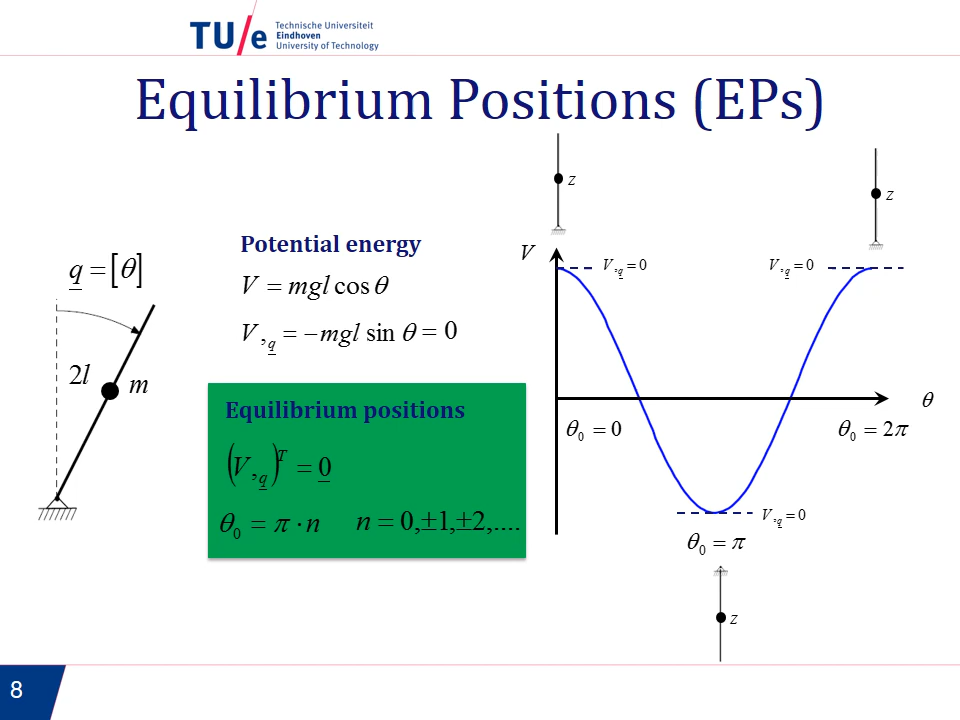 TU/e Technische Universiteit
Eindhoven
University of Technology
Equilibrium Positions (EPs)
q = [θ]
2l
m
Potential energy
V = mgl cos θ
V,q = −mgl sin θ = 0
Equilibrium positions
(V,q)^T = 0
θ₀ = π · n    n = 0,±1,±2,....
z
z
V
V,q = 0
V,q = 0
θ
θ₀ = 0
θ₀ = 2π
V,q = 0
θ₀ = π
z
8